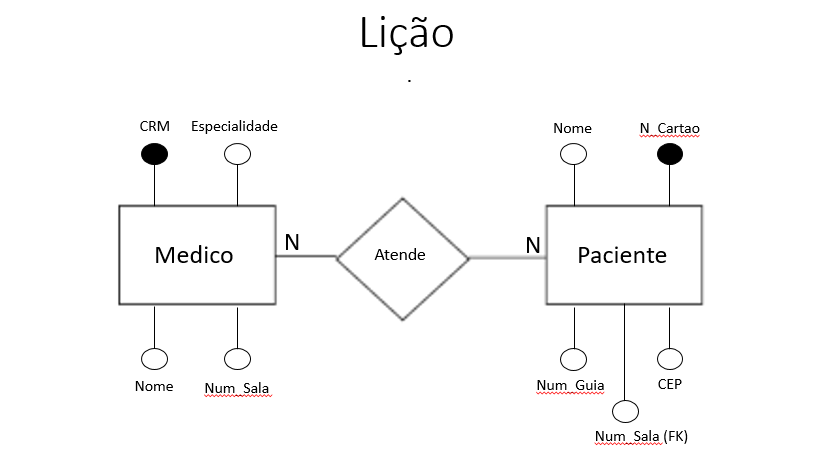 Lição
.
CRM
Especialidade
Nome
N_Cartao
Medico
N
Atende
N
Paciente
Nome
Num_Sala
Num_Guia
CEP
Num_Sala (FK)